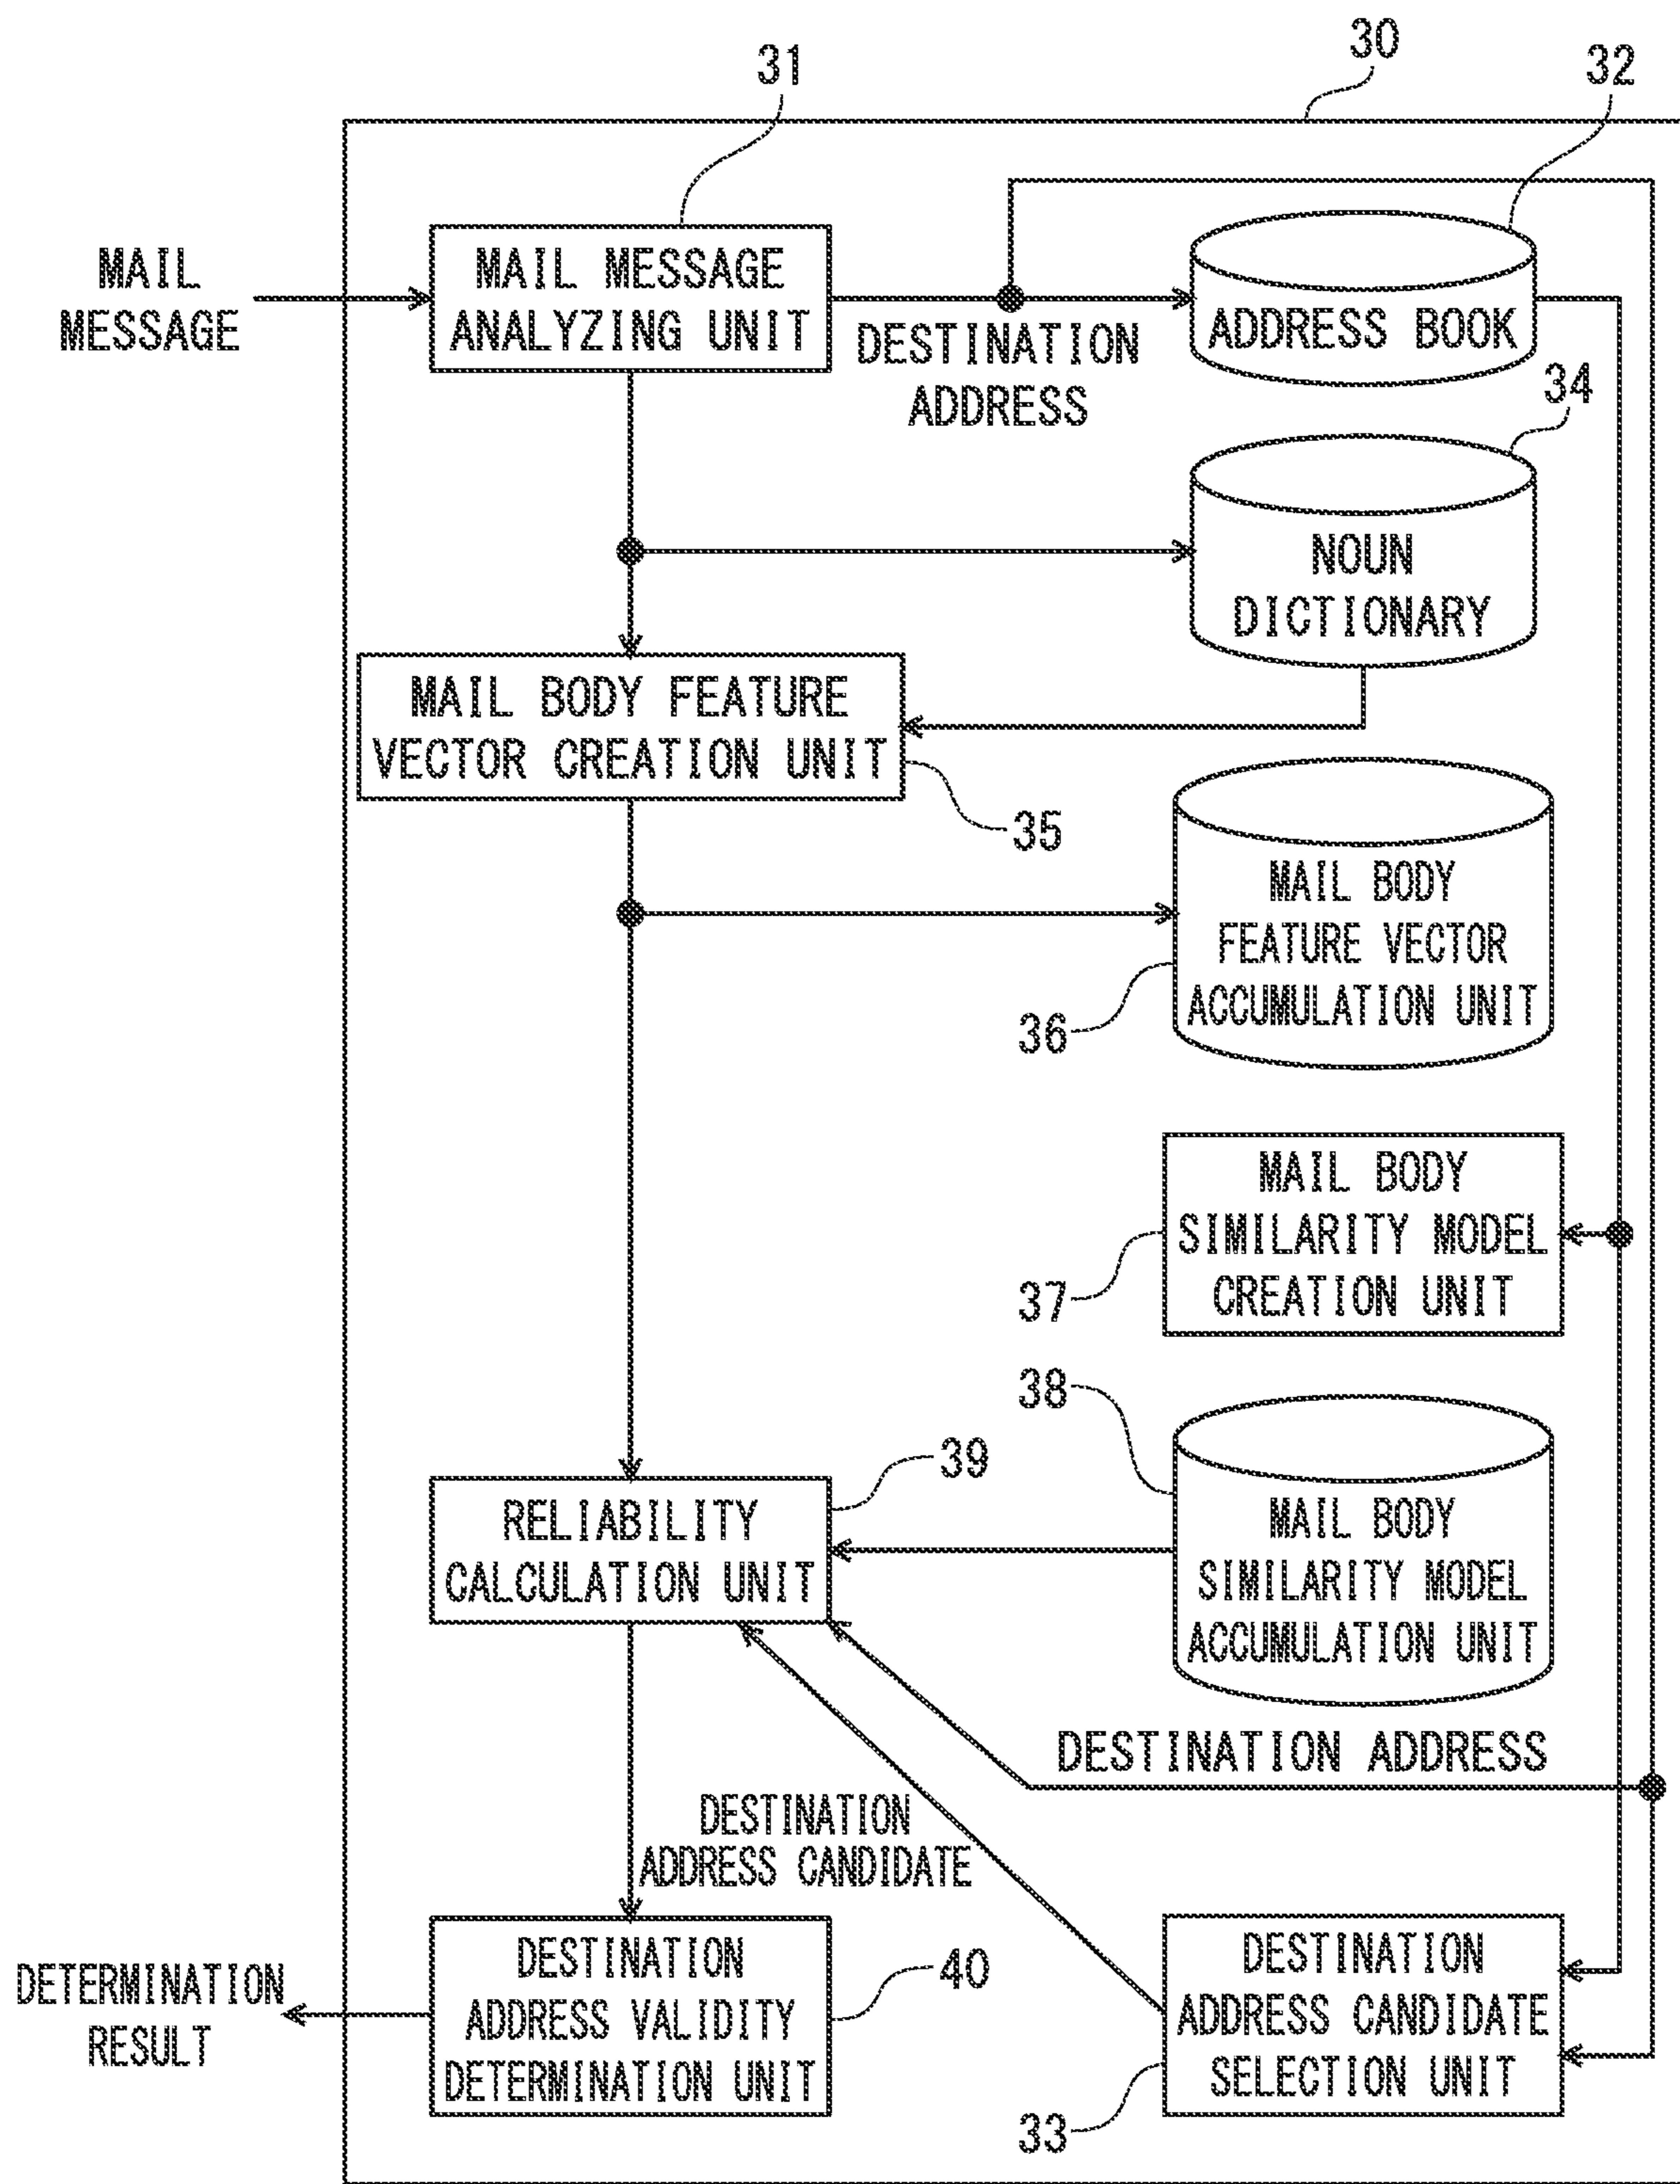 30
31
32
MAIL
MESSAGE
MAIL MESSAGE
ANALYZING UNIT
DESTINATION
ADDRESS
ADDRESS BOOK
34
NOUN
DICTIONARY
MAIL BODY FEATURE
VECTOR CREATION UNIT
35
MAIL BODY
FEATURE VECTOR
ACCUMULATION UNIT
36
MAIL BODY
SIMILARITY MODEL
CREATION UNIT
37
38
39
RELIABILITY
CALCULATION UNIT
MAIL BODY
SIMILARITY MODEL
ACCUMULATION UNIT
DESTINATION ADDRESS
DESTINATION
ADDRESS CANDIDATE
DETERMINATION
RESULT
DESTINATION
ADDRESS VALIDITY
DETERMINATION UNIT
40
DESTINATION
ADDRESS CANDIDATE
SELECTION UNIT
33